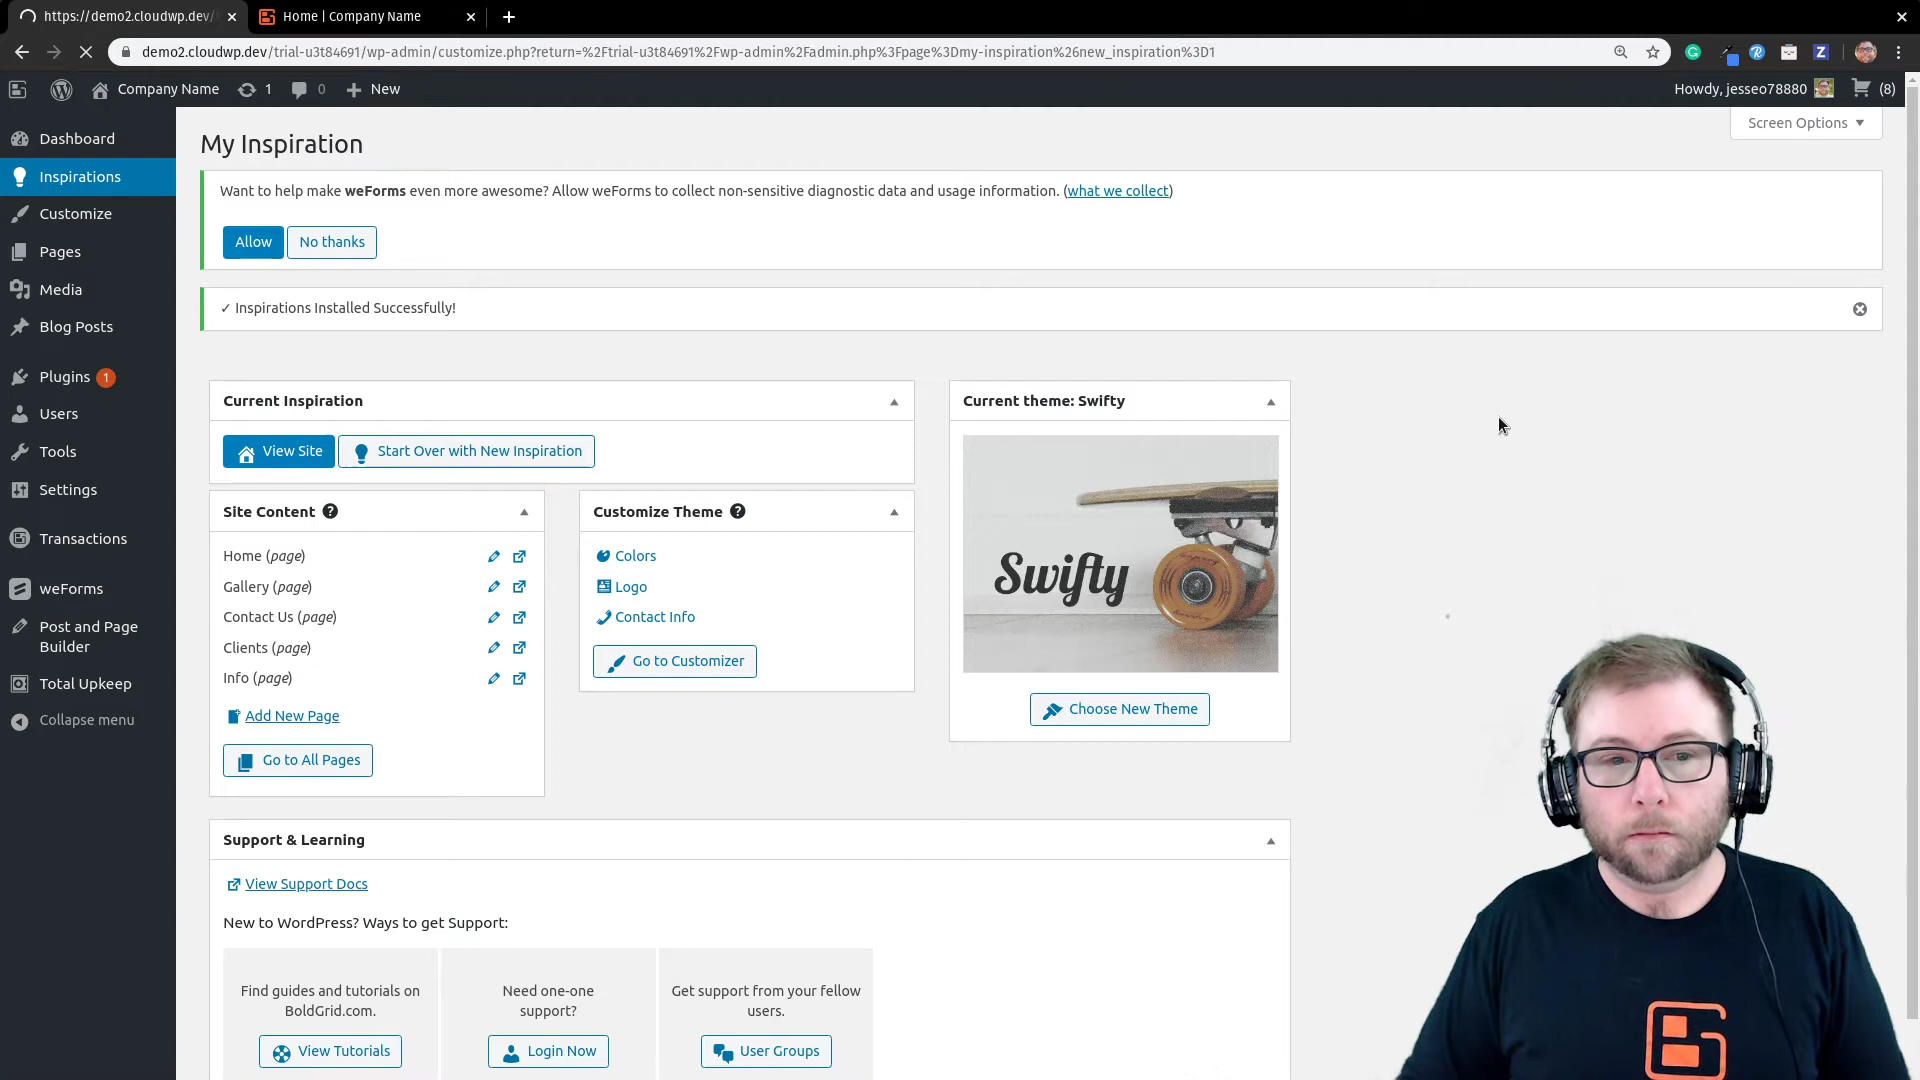 https://demo2.cloudwp.dev/
Home | Company Name
demo2.cloudwp.dev/trial-u3t84691/wp-admin/customize.php?return=%2Ftrial-u3t84691%2Fwp-admin%2Fadmin.php%3Fpage%3Dmy-inspiration%26new_inspiration%3D1
Company Name
1
0
New
Howdy, jesseo78880
(8)
Screen Options
Dashboard
Inspirations
Customize
Pages
Media
Blog Posts
Plugins 1
Users
Tools
Settings
Transactions
weForms
Post and Page
Builder
Total Upkeep
Collapse menu
My Inspiration
Want to help make weForms even more awesome? Allow weForms to collect non-sensitive diagnostic data and usage information. (what we collect)
Allow
No thanks
✓ Inspirations Installed Successfully!
Current Inspiration
View Site
Start Over with New Inspiration
Site Content
Home (page)
Gallery (page)
Contact Us (page)
Clients (page)
Info (page)
Add New Page
Go to All Pages
Customize Theme
Colors
Logo
Contact Info
Go to Customizer
Current theme: Swifty
Swifty
Choose New Theme
Support & Learning
View Support Docs
New to WordPress? Ways to get Support:
Find guides and tutorials on
BoldGrid.com.
View Tutorials
Need one-one
support?
Login Now
Get support from your fellow
users.
User Groups